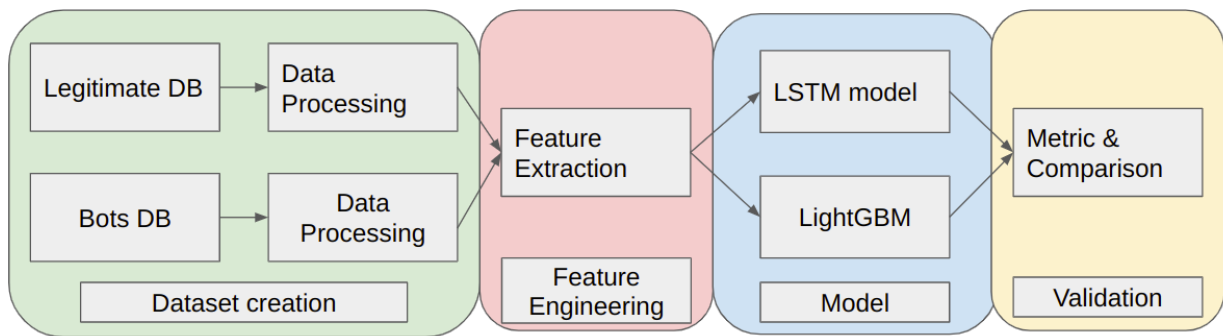 Legitimate DB
Data
Processing
Bots DB
Data
Processing
Dataset creation
Feature
Extraction
Feature
Engineering
LSTM model
LightGBM
Model
Metric &
Comparison
Validation